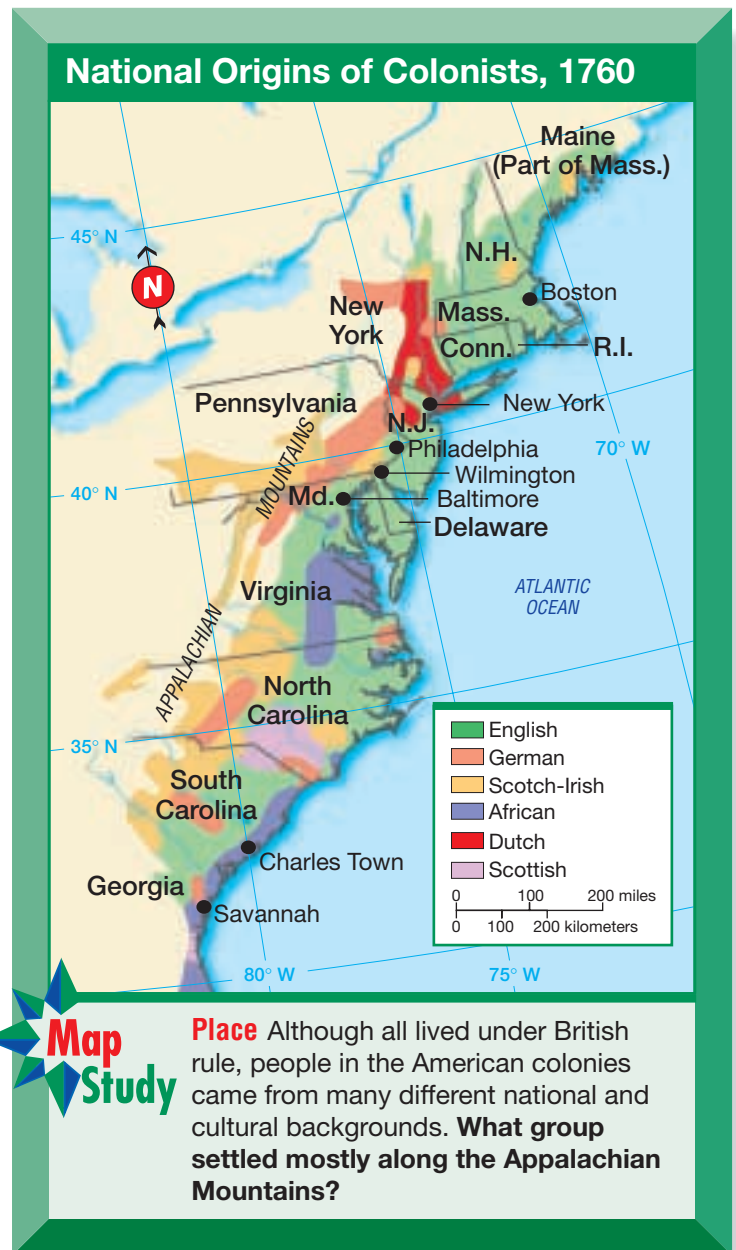 National Origins of Colonists, 1760
Maine
(Part of Mass.)
45° N
N.H.
N
Boston
New
York
Mass.
Conn.
R.I.
Pennsylvania
New York
N.J.
Philadelphia
70° W
MOUNTAINS
Wilmington
40° N
Md.
Baltimore
Delaware
Virginia
ATLANTIC
OCEAN
APPALACHIAN
North
Carolina
35° N
South
Carolina
Charles Town
Georgia
Savannah
80° W
75° W
English
German
Scotch-Irish
African
Dutch
Scottish
0 100 200 miles
0 100 200 kilometers
Map
Study
Place Although all lived under British
rule, people in the American colonies
came from many different national and
cultural backgrounds. What group
settled mostly along the Appalachian
Mountains?